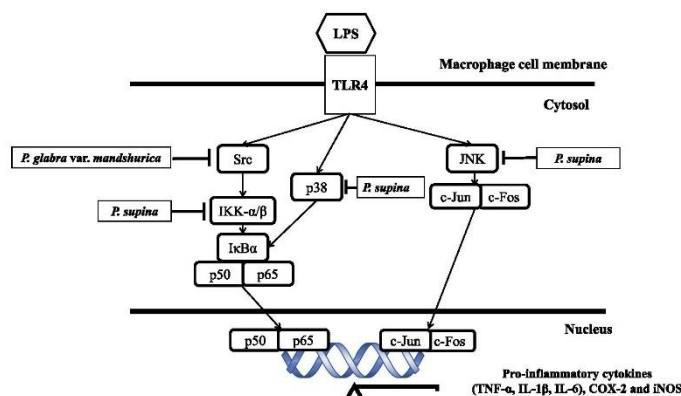 LPS
Macrophage cell membrane
TLR4
Cytosol
P. glabra var. mandshurica
Src
JNK
P. supina
p38
P. supina
c-Jun
c-Fos
P. supina
IKK-α/β
IκBα
p50
p65
Nucleus
p50
p65
c-Jun
c-Fos
Pro-inflammatory cytokines
(TNF-α, IL-1β, IL-6), COX-2 and iNOS